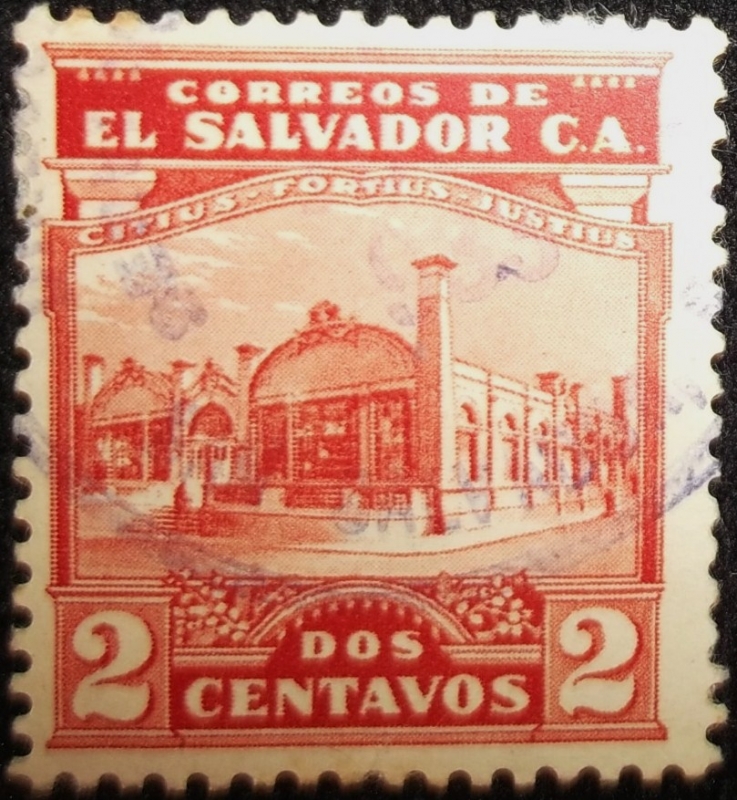 CORREOS DE
EL SALVADOR C.A.
CITIUS-FORTIUS-JUSTIUS
2 DOS 2
CENTAVOS